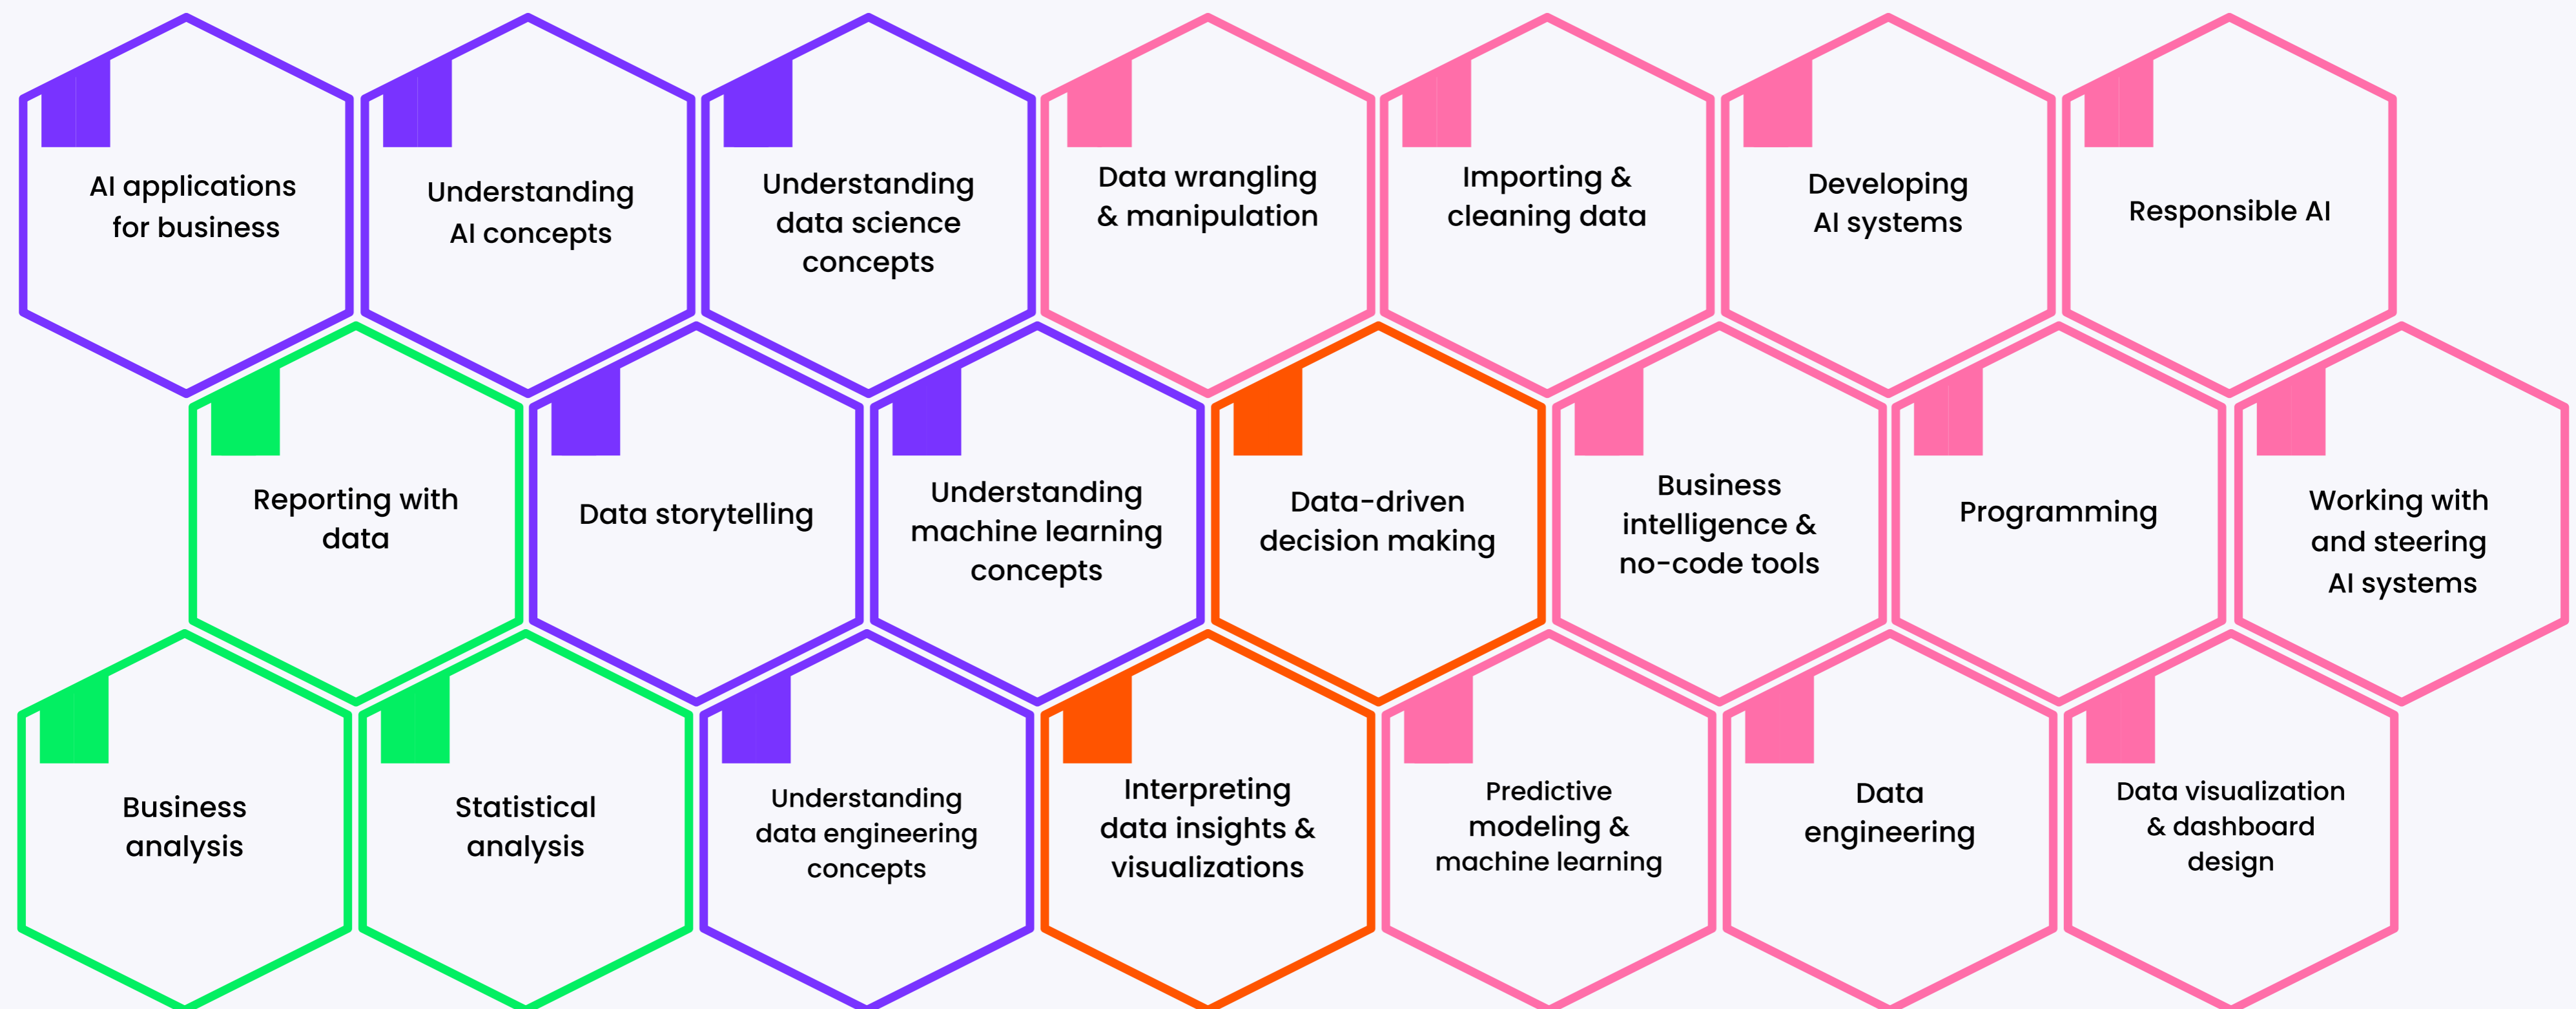 AI applications
for business
Understanding
AI concepts
Understanding
data science
concepts
Data wrangling
& manipulation
Importing &
cleaning data
Developing
AI systems
Responsible AI
Reporting with
data
Data storytelling
Understanding
machine learning
concepts
Data-driven
decision making
Business
intelligence &
no-code tools
Programming
Working with
and steering
AI systems
Business
analysis
Statistical
analysis
Understanding
data engineering
concepts
Interpreting
data insights &
visualizations
Predictive
modeling &
machine learning
Data
engineering
Data visualization
& dashboard
design